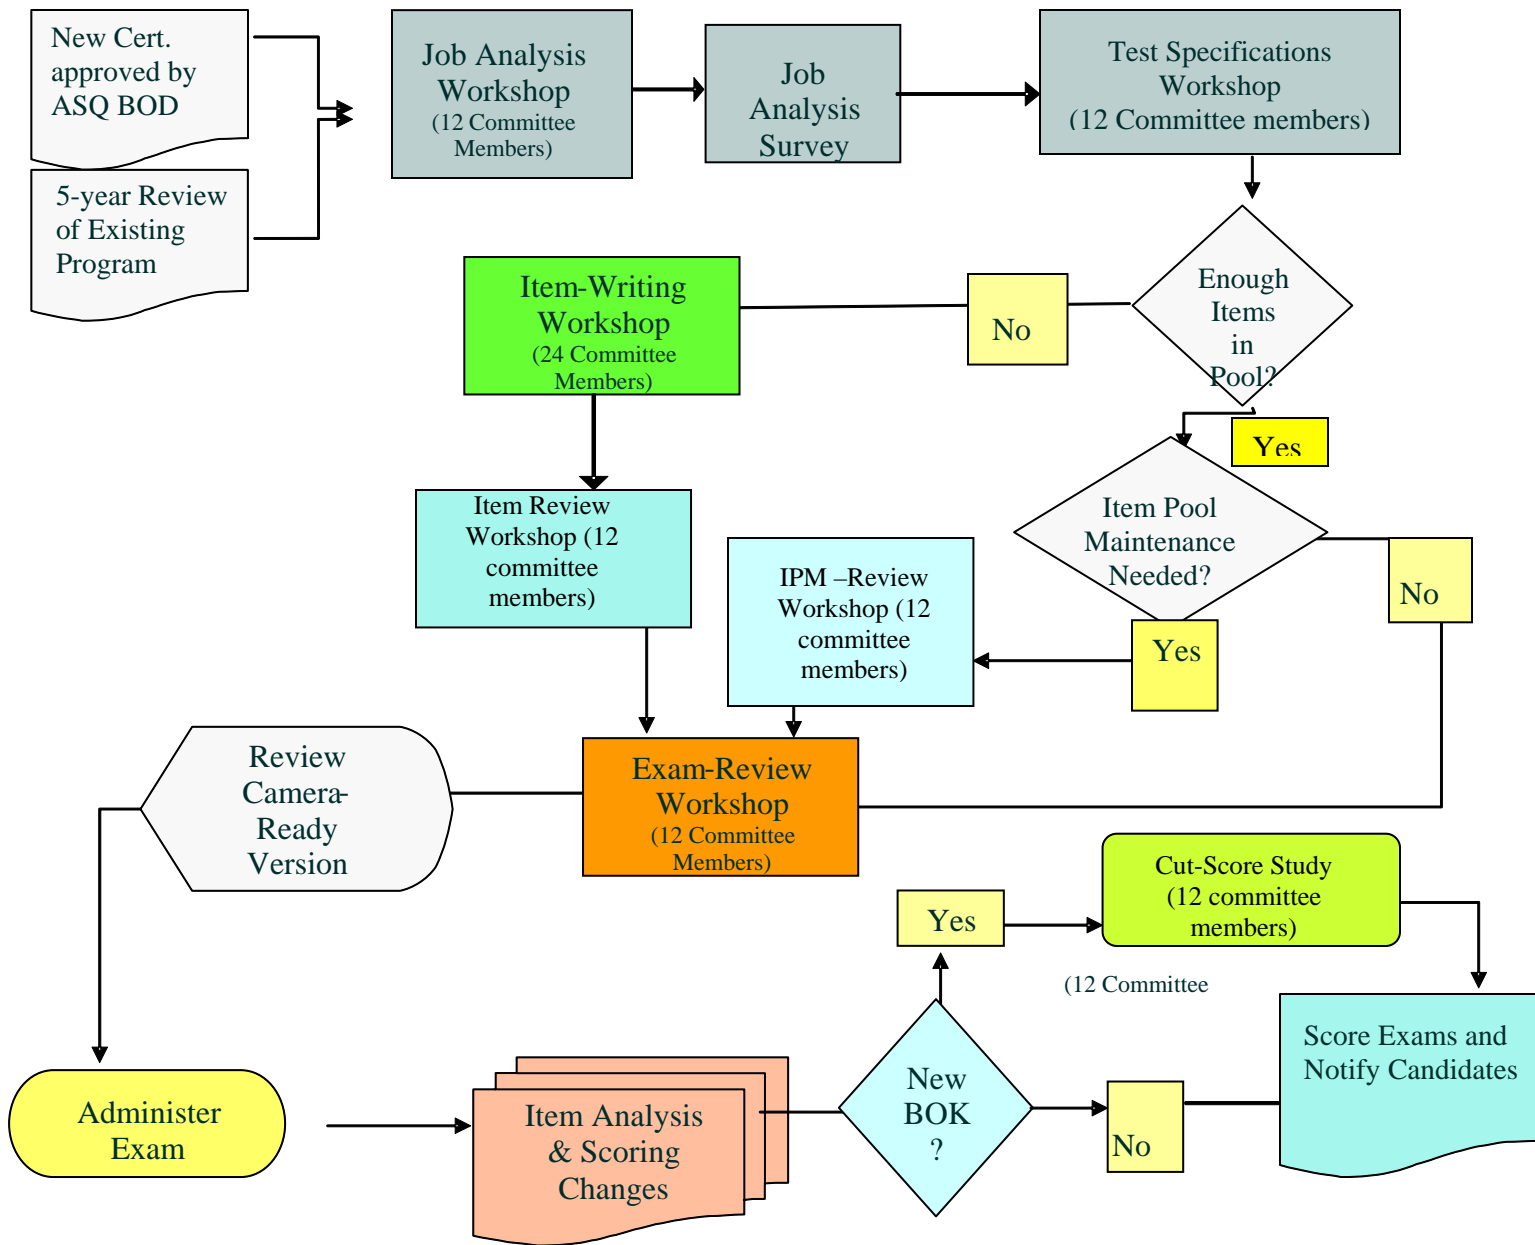 New Cert.
approved by
ASQ BOD
5-year Review
of Existing
Program
Job Analysis
Workshop
(12 Committee
Members)
Job
Analysis
Survey
Test Specifications
Workshop
(12 Committee members)
Enough
Items
in
Pool?
No
Item-Writing
Workshop
(24 Committee
Members)
Yes
Item Review
Workshop (12
committee
members)
Item Pool
Maintenance
Needed?
No
Yes
IPM –Review
Workshop (12
committee
members)
Exam-Review
Workshop
(12 Committee
Members)
Review
Camera-
Ready
Version
Administer
Exam
Item Analysis
& Scoring
Changes
New
BOK
?
Yes
Cut-Score Study
(12 committee
members)
(12 Committee
No
Score Exams and
Notify Candidates